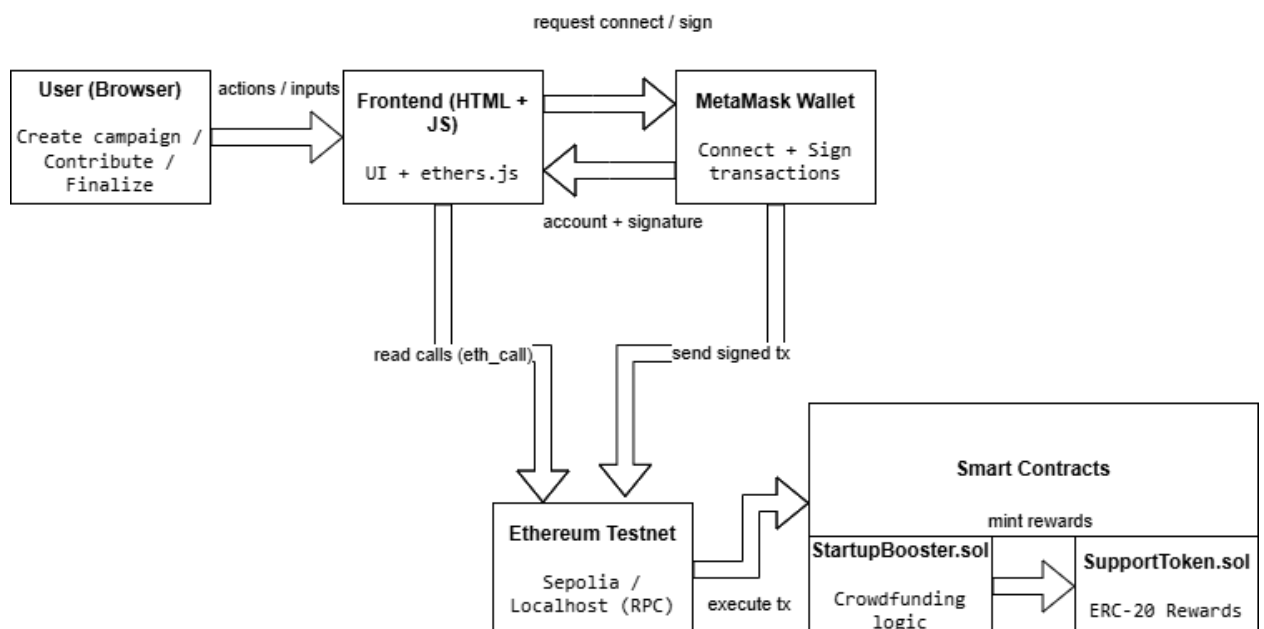 request connect / sign
User (Browser)
Create campaign /
Contribute /
Finalize
actions / inputs
Frontend (HTML +
JS)
UI + ethers.js
MetaMask Wallet
Connect + Sign
transactions
account + signature
read calls (eth_call)
send signed tx
Ethereum Testnet
Sepolia /
Localhost (RPC)
execute tx
Smart Contracts
mint rewards
StartupBooster.sol
Crowdfunding
logic
SupportToken.sol
ERC-20 Rewards